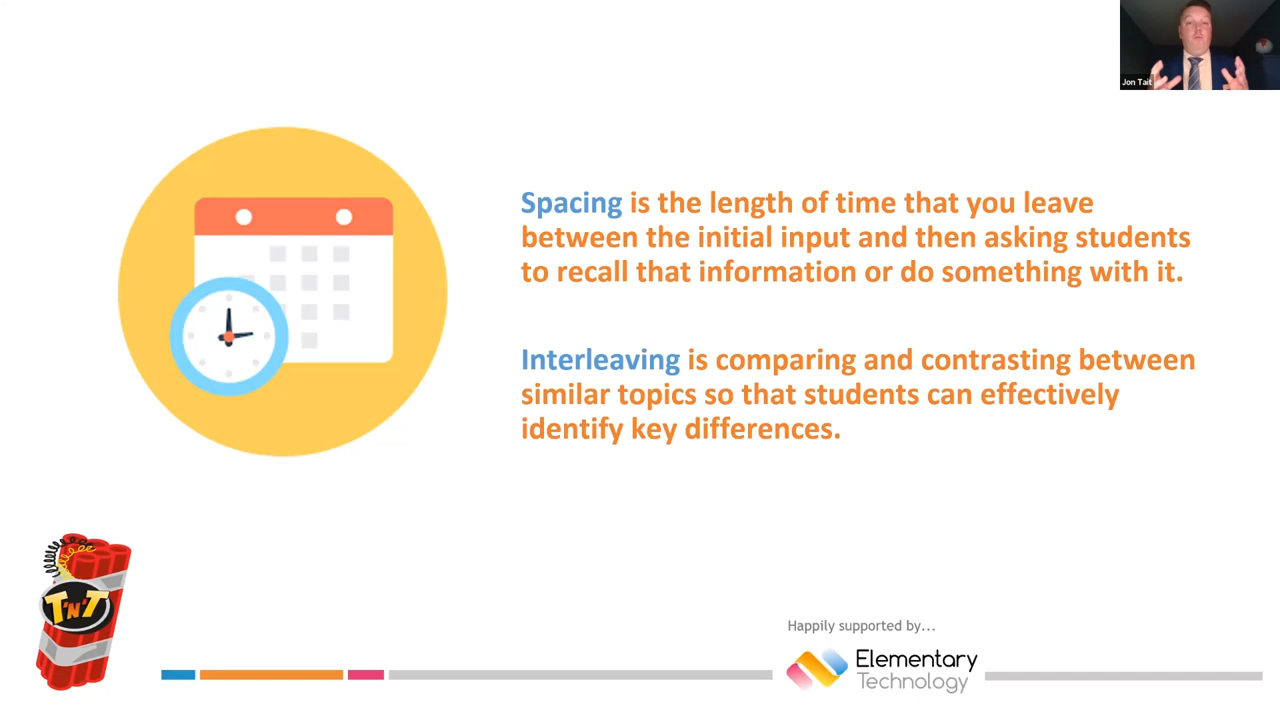 Jon Tait
Spacing is the length of time that you leave
between the initial input and then asking students
to recall that information or do something with it.
Interleaving is comparing and contrasting between
similar topics so that students can effectively
identify key differences.
T'N'T
Happily supported by...
Elementary
Technology